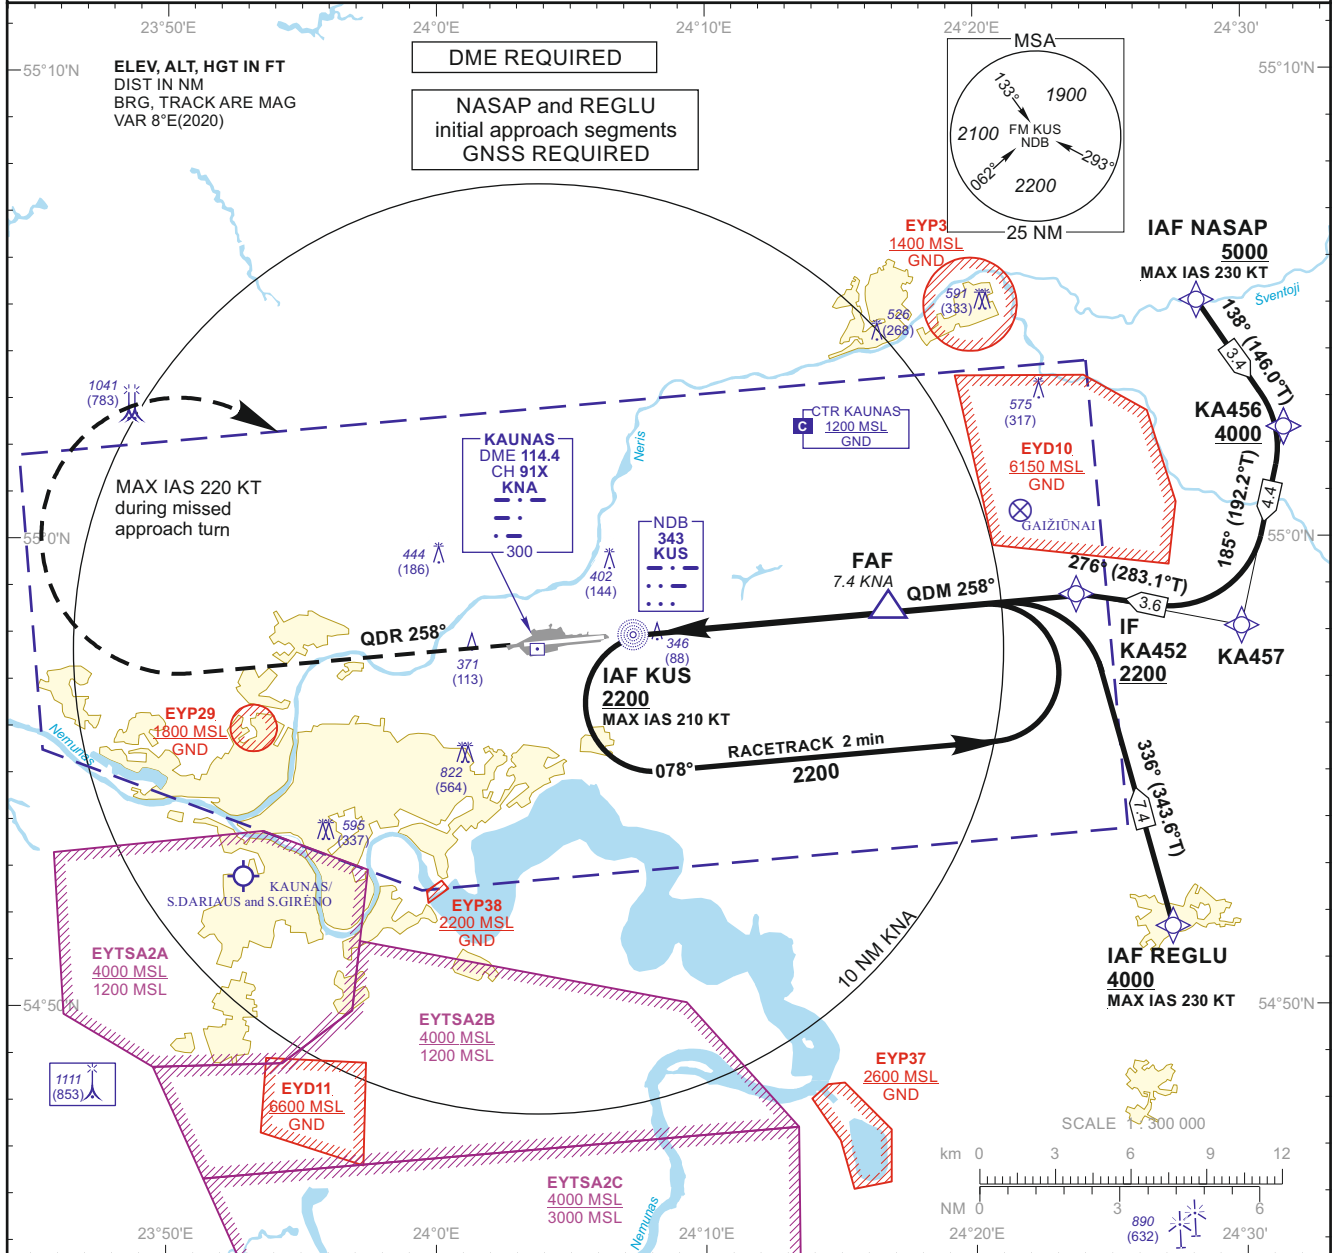 23°50'E
24°0'E
24°10'E
24°20'E
24°30'E
55°10'N
55°10'N
ELEV, ALT, HGT IN FT
DIST IN NM
BRG, TRACK ARE MAG
VAR 8°E(2020)
DME REQUIRED
NASAP and REGLU
initial approach segments
GNSS REQUIRED
MSA
133°
1900
2100
FM KUS
NDB
062°
293°
2200
25 NM
IAF NASAP
5000
MAX IAS 230 KT
Šventoji
EYP3
1400 MSL
GND
591
(333)
526
(268)
138° (146.0°T)
3.4
1041
(783)
KA456
4000
575
(317)
CTR KAUNAS
C
1200 MSL
GND
EYD10
6150 MSL
GND
GAIŽIŪNAI
185° (192.2°T)
4.4
KAUNAS
DME 114.4
CH 91X
KNA
300
Neris
MAX IAS 220 KT
during missed
approach turn
55°0'N
55°0'N
NDB
343
KUS
444
(186)
402
(144)
FAF
7.4 KNA
QDM 258°
276° (283.1°T)
3.6
IF
KA452
2200
KA457
QDR 258°
371
(113)
346
(88)
IAF KUS
2200
MAX IAS 210 KT
RACETRACK 2 min
078°
2200
EYP29
1800 MSL
GND
Nemunas
822
(564)
595
(337)
336° (343.6°T)
7.4
KAUNAS/
S.DARIAUS and S.GIRĖNO
EYP38
2200 MSL
GND
10 NM KNA
IAF REGLU
4000
MAX IAS 230 KT
EYTSA2A
4000 MSL
1200 MSL
54°50'N
54°50'N
EYTSA2B
4000 MSL
1200 MSL
1111
(853)
EYD11
6600 MSL
GND
EYP37
2600 MSL
GND
SCALE 1 : 300 000
km 0 3 6 9 12
NM 0 3 6
EYTSA2C
4000 MSL
3000 MSL
Nemunas
890
(632)
23°50'E
24°0'E
24°10'E
24°20'E
24°30'